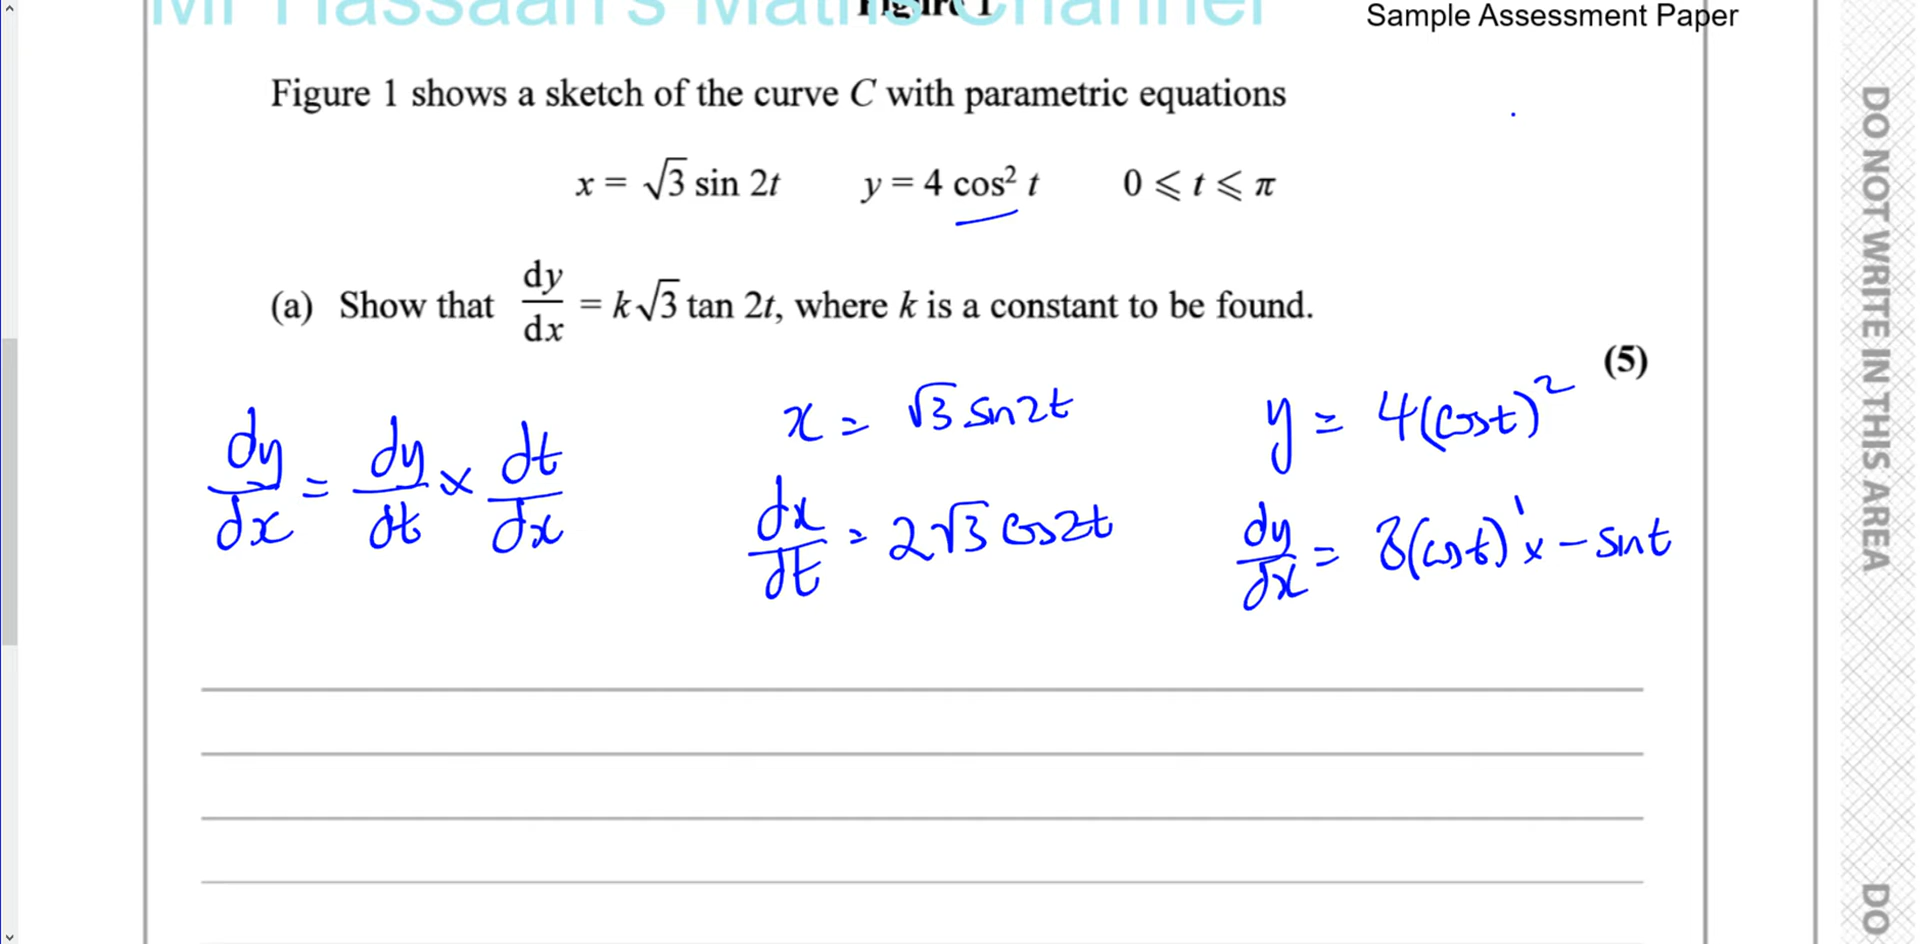 Mr Hassaan's Maths Channel
Figure 1
Sample Assessment Paper
Figure 1 shows a sketch of the curve C with parametric equations
x = √3 sin 2t y = 4 cos² t 0 ⩽ t ⩽ π
(a) Show that dy/dx = k√3 tan 2t, where k is a constant to be found.
(5)
dy/dx = dy/dt × dt/dx
x = √3 sin2t
dx/dt = 2√3 cos2t
y = 4(cost)²
dy/dx = 8(cost)¹ x - sint
DO NOT WRITE IN THIS AREA
DO